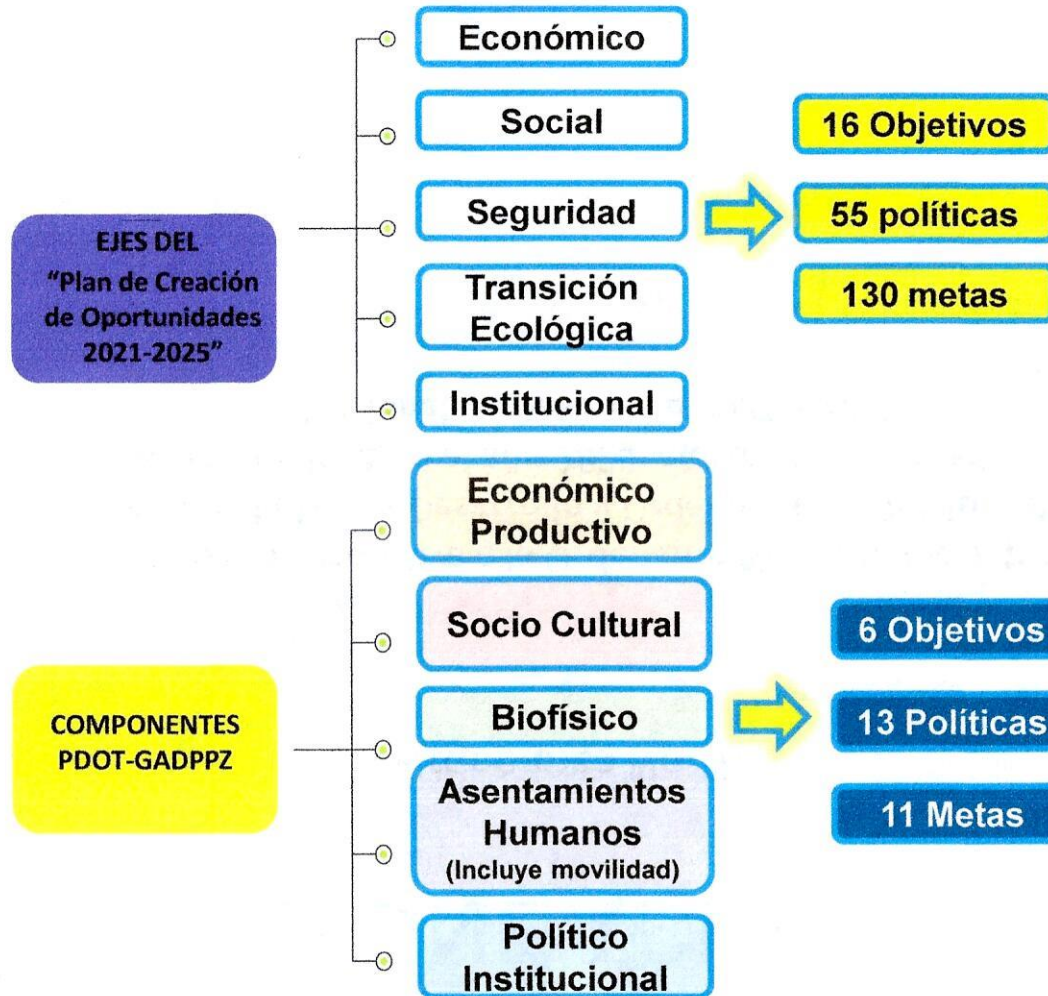 EJES DEL
"Plan de Creación
de Oportunidades
2021-2025"
Económico
Social
Seguridad
Transición
Ecológica
Institucional
16 Objetivos
55 políticas
130 metas
COMPONENTES
PDOT-GADPPZ
Económico
Productivo
Socio Cultural
Biofísico
Asentamientos
Humanos
(Incluye movilidad)
Político
Institucional
6 Objetivos
13 Políticas
11 Metas